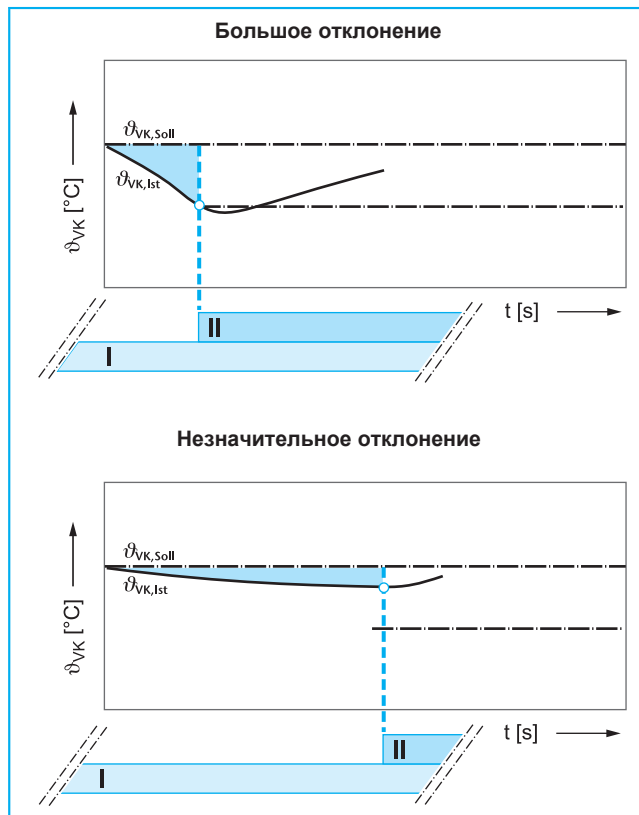 Большое отклонение
ϑVK,Soll
ϑVK,Ist
ϑVK [°C]
t [s]
II
I
Незначительное отклонение
ϑVK,Soll
ϑVK,Ist
ϑVK [°C]
t [s]
II
I